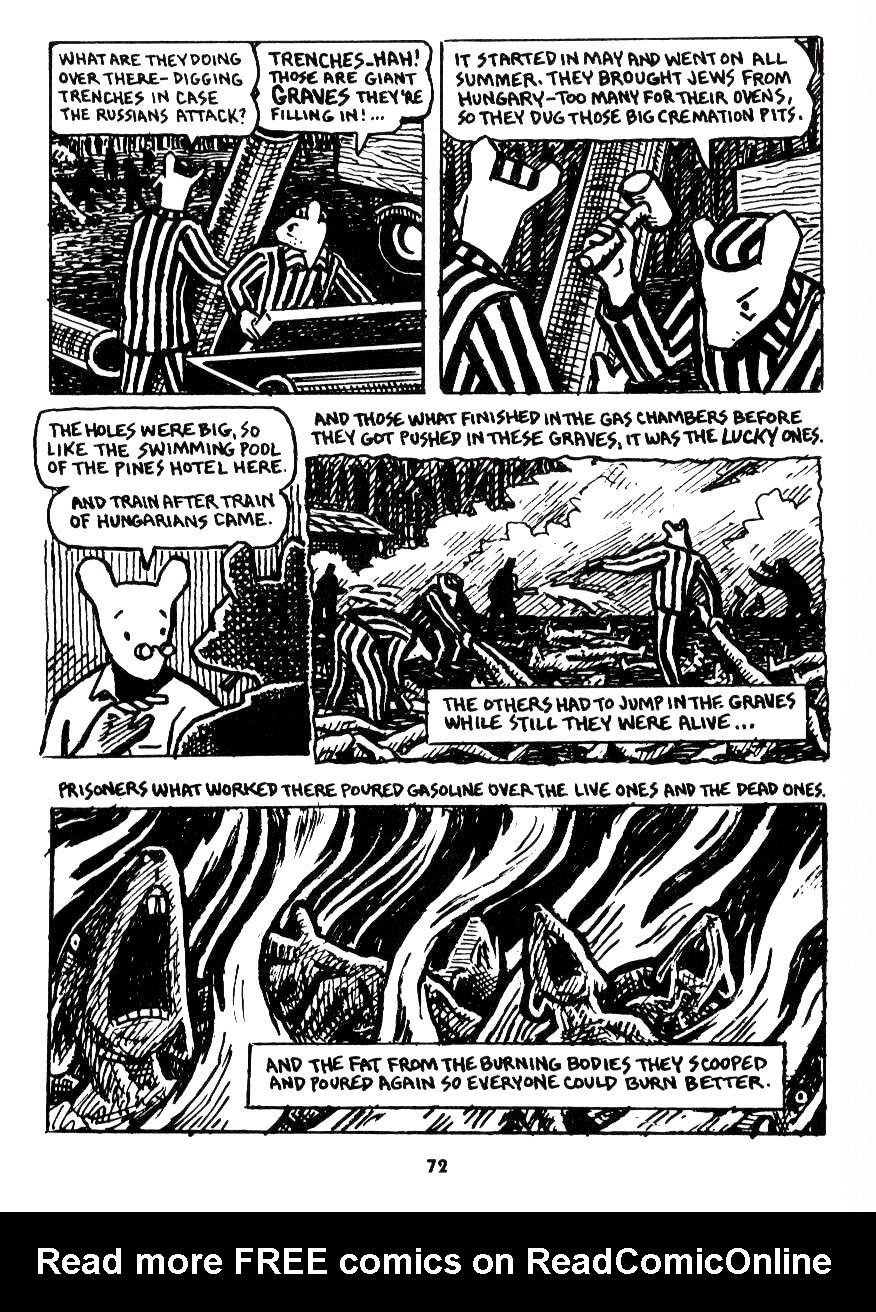 WHAT ARE THEY DOING
OVER THERE-DIGGING
TRENCHES IN CASE
THE RUSSIANS ATTACK?
TRENCHES-HAH!
THOSE ARE GIANT
GRAVES THEY'RE
FILLING IN!...
IT STARTED IN MAY AND WENT ON ALL
SUMMER. THEY BROUGHT JEWS FROM
HUNGARY-TOO MANY FOR THEIR OVENS,
SO THEY DUG THOSE BIG CREMATION PITS.
THE HOLES WERE BIG, SO
LIKE THE SWIMMING POOL
OF THE PINES HOTEL HERE.
AND TRAIN AFTER TRAIN
OF HUNGARIANS CAME.
AND THOSE WHAT FINISHED IN THE GAS CHAMBERS BEFORE
THEY GOT PUSHED IN THESE GRAVES, IT WAS THE LUCKY ONES.
THE OTHERS HAD TO JUMP IN THE GRAVES
WHILE STILL THEY WERE ALIVE...
PRISONERS WHAT WORKED THERE POURED GASOLINE OVER THE LIVE ONES AND THE DEAD ONES.
AND THE FAT FROM THE BURNING BODIES THEY SCOOPED
AND POURED AGAIN SO EVERYONE COULD BURN BETTER.
72
Read more FREE comics on ReadComicOnline